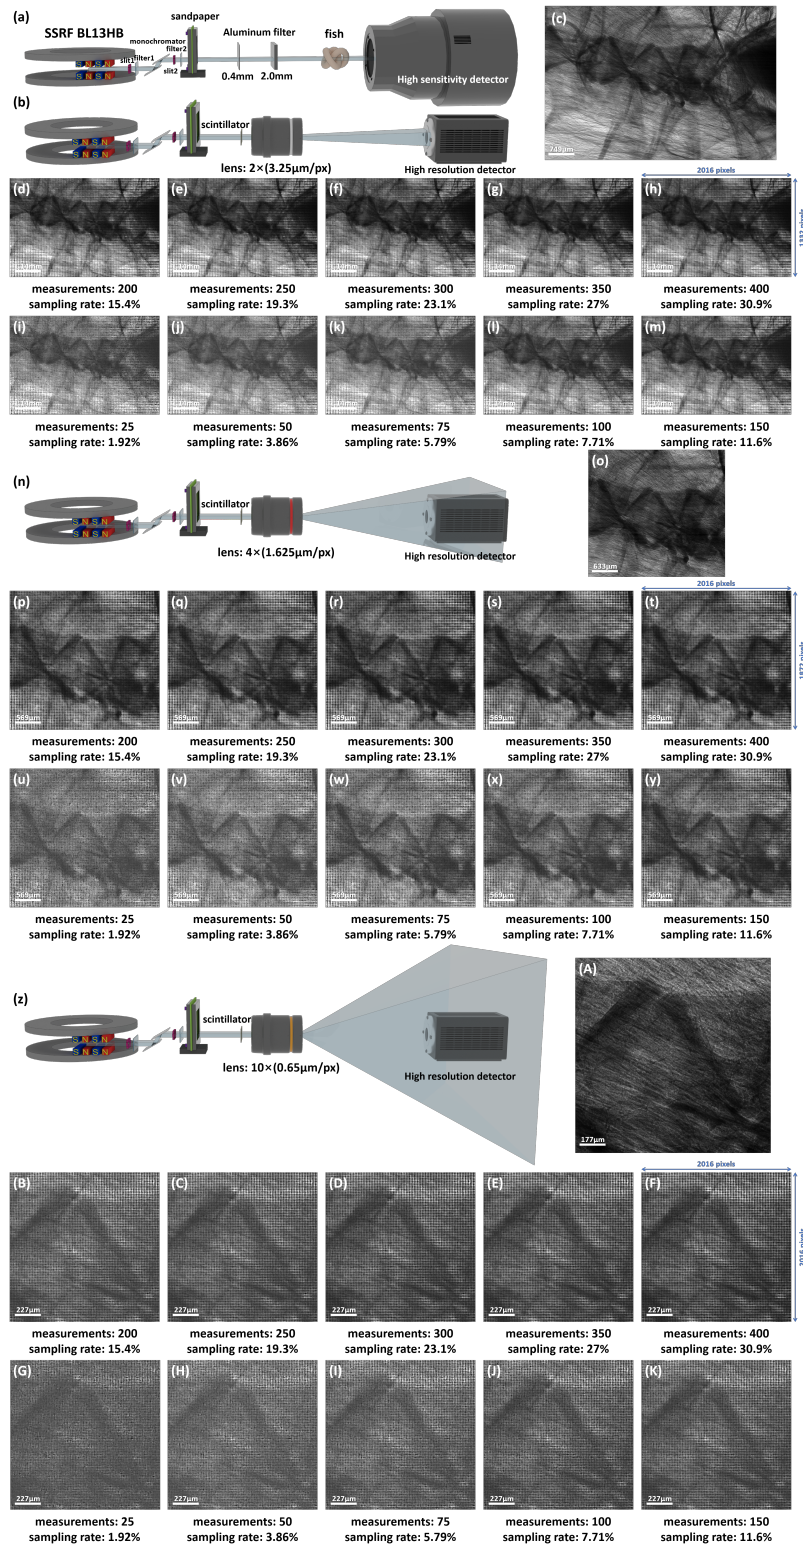 (a)
SSRF BL13HB
sandpaper
monochromator
filter2
slit1
filter1
slit2
Aluminum filter
0.4mm
2.0mm
fish
High sensitivity detector
(b)
scintillator
lens: 2×(3.25μm/px)
High resolution detector
(c)
749μm
2016 pixels
(d)
(e)
(f)
(g)
(h)
measurements: 200
sampling rate: 15.4%
measurements: 250
sampling rate: 19.3%
measurements: 300
sampling rate: 23.1%
measurements: 350
sampling rate: 27%
measurements: 400
sampling rate: 30.9%
(i)
(j)
(k)
(l)
(m)
measurements: 25
sampling rate: 1.92%
measurements: 50
sampling rate: 3.86%
measurements: 75
sampling rate: 5.79%
measurements: 100
sampling rate: 7.71%
measurements: 150
sampling rate: 11.6%
(n)
scintillator
lens: 4×(1.625μm/px)
High resolution detector
(o)
633μm
2016 pixels
(p)
569μm
(q)
569μm
(r)
569μm
(s)
569μm
(t)
569μm
measurements: 200
sampling rate: 15.4%
measurements: 250
sampling rate: 19.3%
measurements: 300
sampling rate: 23.1%
measurements: 350
sampling rate: 27%
measurements: 400
sampling rate: 30.9%
(u)
569μm
(v)
569μm
(w)
569μm
(x)
569μm
(y)
569μm
measurements: 25
sampling rate: 1.92%
measurements: 50
sampling rate: 3.86%
measurements: 75
sampling rate: 5.79%
measurements: 100
sampling rate: 7.71%
measurements: 150
sampling rate: 11.6%
(z)
scintillator
lens: 10×(0.65μm/px)
High resolution detector
(A)
177μm
2016 pixels
(B)
227μm
(C)
227μm
(D)
227μm
(E)
227μm
(F)
227μm
measurements: 200
sampling rate: 15.4%
measurements: 250
sampling rate: 19.3%
measurements: 300
sampling rate: 23.1%
measurements: 350
sampling rate: 27%
measurements: 400
sampling rate: 30.9%
(G)
227μm
(H)
227μm
(I)
227μm
(J)
227μm
(K)
227μm
measurements: 25
sampling rate: 1.92%
measurements: 50
sampling rate: 3.86%
measurements: 75
sampling rate: 5.79%
measurements: 100
sampling rate: 7.71%
measurements: 150
sampling rate: 11.6%